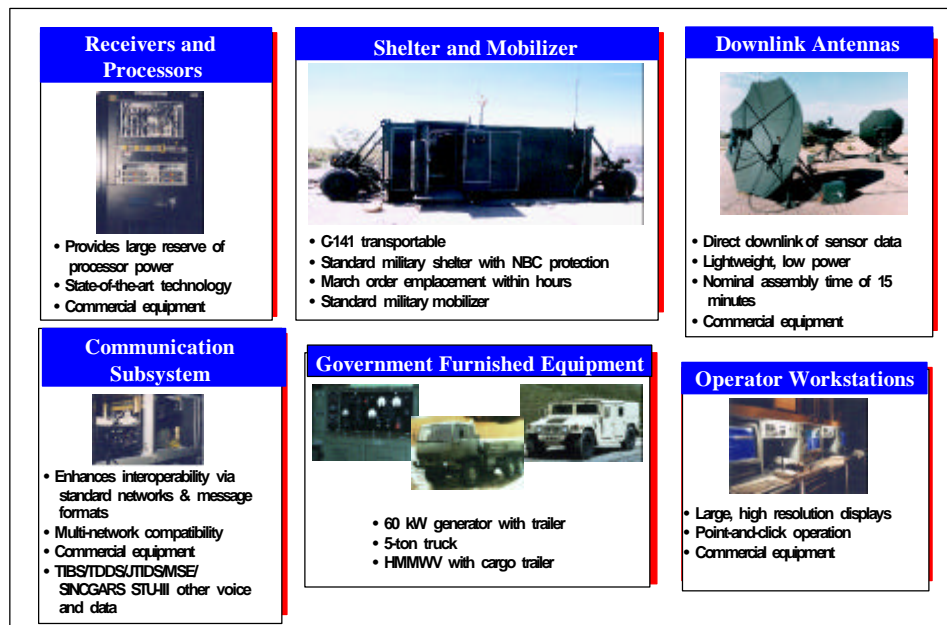 Receivers and
Processors
• Provides large reserve of
processor power
• State-of-the-art technology
• Commercial equipment
Shelter and Mobilizer
• C-141 transportable
• Standard military shelter with NBC protection
• March order emplacement within hours
• Standard military mobilizer
Downlink Antennas
• Direct downlink of sensor data
• Lightweight, low power
• Nominal assembly time of 15
minutes
• Commercial equipment
Communication
Subsystem
• Enhances interoperability via
standard networks & message
formats
• Multi-network compatibility
• Commercial equipment
• TIBS/TDDS/JTIDS/MSE/
SINCGARS STU-III other voice
and data
Government Furnished Equipment
• 60 kW generator with trailer
• 5-ton truck
• HMMWV with cargo trailer
Operator Workstations
• Large, high resolution displays
• Point-and-click operation
• Commercial equipment